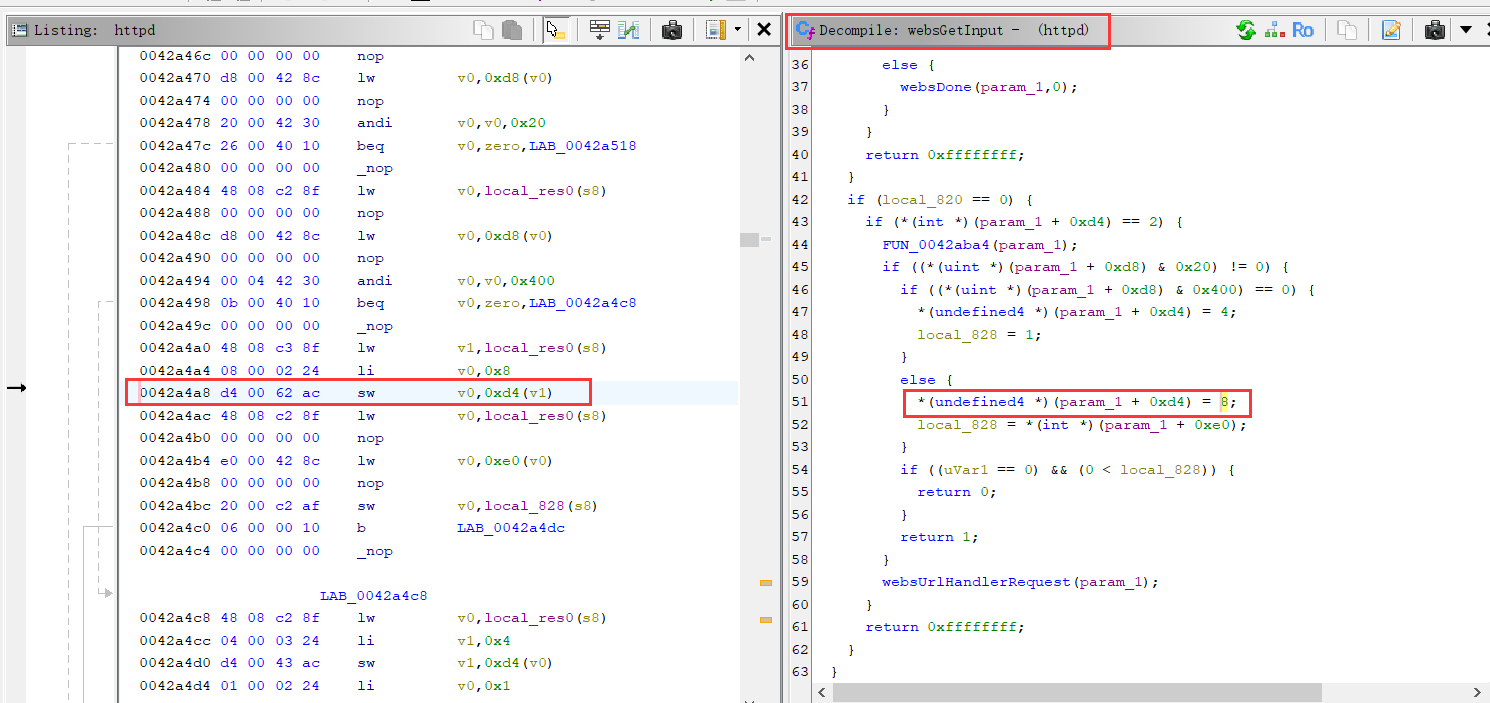 Listing: httpd
0042a46c 00 00 00 00 nop
0042a470 d8 00 42 8c lw v0,0xd8(v0)
0042a474 00 00 00 00 nop
0042a478 20 00 42 30 andi v0,v0,0x20
0042a47c 26 00 40 10 beq v0,zero,LAB_0042a518
0042a480 00 00 00 00 _nop
0042a484 48 08 c2 8f lw v0,local_res0(s8)
0042a488 00 00 00 00 nop
0042a48c d8 00 42 8c lw v0,0xd8(v0)
0042a490 00 00 00 00 nop
0042a494 00 04 42 30 andi v0,v0,0x400
0042a498 0b 00 40 10 beq v0,zero,LAB_0042a4c8
0042a49c 00 00 00 00 _nop
0042a4a0 48 08 c3 8f lw v1,local_res0(s8)
0042a4a4 08 00 02 24 li v0,0x8
0042a4a8 d4 00 62 ac sw v0,0xd4(v1)
0042a4ac 48 08 c2 8f lw v0,local_res0(s8)
0042a4b0 00 00 00 00 nop
0042a4b4 e0 00 42 8c lw v0,0xe0(v0)
0042a4b8 00 00 00 00 nop
0042a4bc 20 00 c2 af sw v0,local_828(s8)
0042a4c0 06 00 00 10 b LAB_0042a4dc
0042a4c4 00 00 00 00 _nop
LAB_0042a4c8
0042a4c8 48 08 c2 8f lw v0,local_res0(s8)
0042a4cc 04 00 03 24 li v1,0x4
0042a4d0 d4 00 43 ac sw v1,0xd4(v0)
0042a4d4 01 00 02 24 li v0,0x1
Decompile: websGetInput - (httpd)
Ro
36 else {
37 websDone(param_1,0);
38 }
39 }
40 return 0xffffffff;
41 }
42 if (local_820 == 0) {
43 if (*(int *)(param_1 + 0xd4) == 2) {
44 FUN_0042aba4(param_1);
45 if ((*(uint *)(param_1 + 0xd8) & 0x20) != 0) {
46 if ((*(uint *)(param_1 + 0xd8) & 0x400) == 0) {
47 *(undefined4 *)(param_1 + 0xd4) = 4;
48 local_828 = 1;
49 }
50 else {
51 *(undefined4 *)(param_1 + 0xd4) = 8;
52 local_828 = *(int *)(param_1 + 0xe0);
53 }
54 if ((uVar1 == 0) && (0 < local_828)) {
55 return 0;
56 }
57 return 1;
58 }
59 websUrlHandlerRequest(param_1);
60 }
61 return 0xffffffff;
62 }
63 }